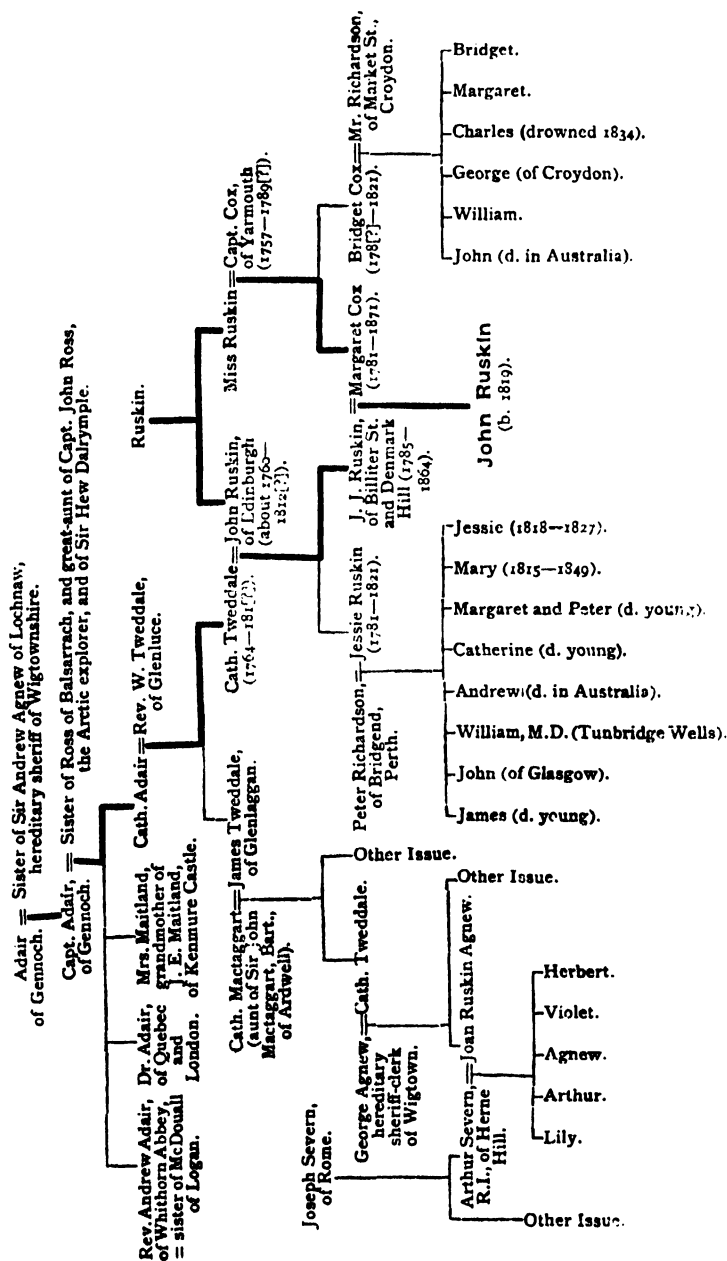 Adair = Sister of Sir Andrew Agnew of Lochnaw,
of Gennoch. hereditary sheriff of Wigtownshire.
Capt. Adair, = Sister of Ross of Balsarrach, and great-aunt of Capt. John Ross,
of Gennoch. the Arctic explorer, and of Sir Hew Dalrymple.
Rev. Andrew Adair,
of Whithorn Abbey,
= sister of McDouall
of Logan.
Dr. Adair,
of Quebec
and
London.
Mrs. Maitland,
grandmother of
J. E. Maitland,
of Kenmure Castle.
Cath. Adair = Rev. W. Tweddale,
of Glenluce.
Ruskin.
Cath. Mactaggart = James Tweddale,
(aunt of Sir John of Glenlaggan.
Mactaggart, Bart.,
of Ardwell).
Cath. Tweddale = John Ruskin,
(1764—181[?]). of Edinburgh
(about 1760—
1812[?]).
Miss Ruskin = Capt. Cox,
of Yarmouth
(1757—1789[?]).
Joseph Severn,
of Rome.
George Agnew, = Cath. Tweddale.
hereditary
sheriff-clerk
of Wigtown.
Other Issue.
Peter Richardson, = Jessie Ruskin
of Bridgend, (1781—1821).
Perth.
J. J. Ruskin, = Margaret Cox
of Billiter St. (1781—1871).
and Denmark
Hill (1785—
1864).
Bridget Cox = Mr. Richardson,
(178[?]—1821). of Market St.,
Croydon.
Other Issue.
Arthur Severn, = Joan Ruskin Agnew.
R.I., of Herne
Hill.
Other Issue.
Lily.
Arthur.
Agnew.
Violet.
Herbert.
James (d. young).
John (of Glasgow).
William, M.D. (Tunbridge Wells).
Andrew (d. in Australia).
Catherine (d. young).
Margaret and Peter (d. young).
Mary (1815—1849).
Jessie (1818—1827).
John Ruskin
(b. 1819).
John (d. in Australia).
William.
George (of Croydon).
Charles (drowned 1834).
Margaret.
Bridget.